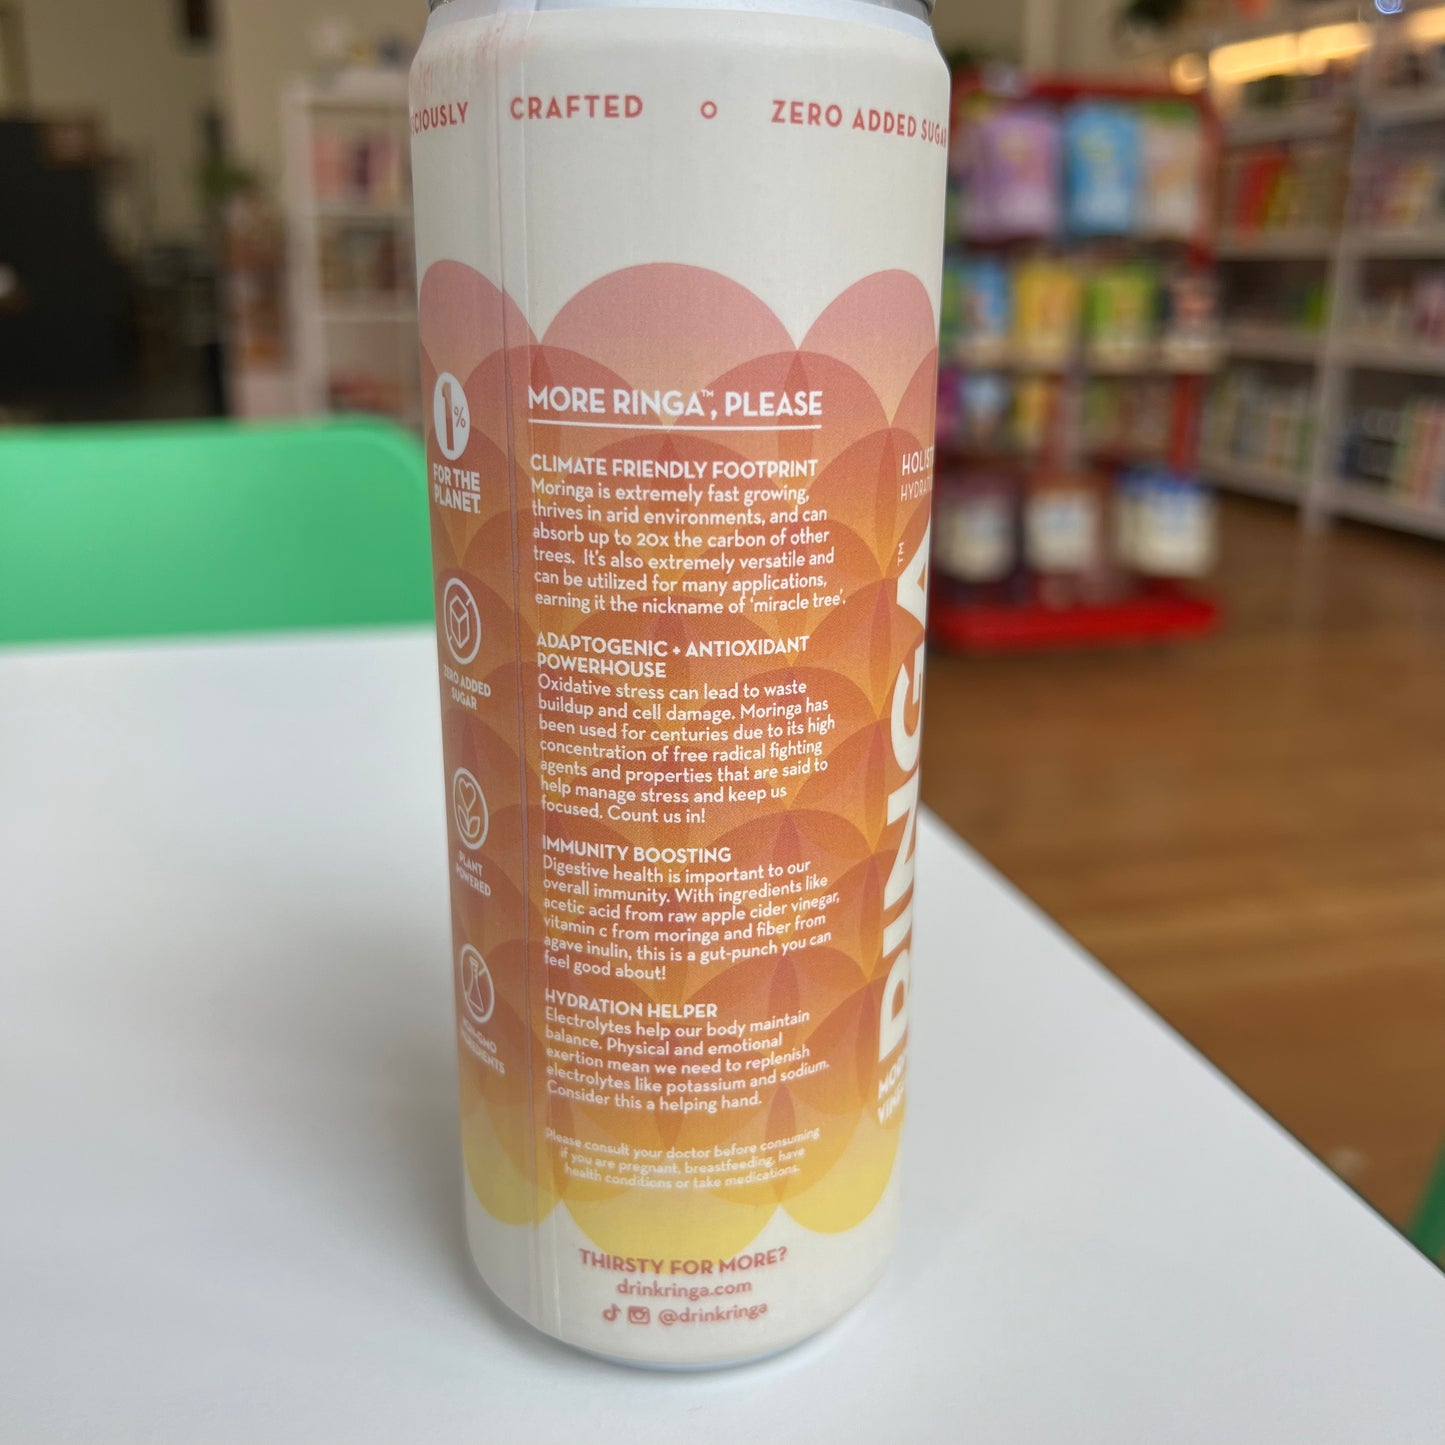 CRAFTED O ZERO ADDED SUGAR
1%
FOR THE
PLANET
ZERO ADDED
SUGAR
PLANT
POWERED
MORE RINGA™, PLEASE
CLIMATE FRIENDLY FOOTPRINT
Moringa is extremely fast growing,
thrives in arid environments, and can
absorb up to 20x the carbon of other
trees. It's also extremely versatile and
can be utilized for many applications,
earning it the nickname of 'miracle tree'.
ADAPTOGENIC + ANTIOXIDANT
POWERHOUSE
Oxidative stress can lead to waste
buildup and cell damage. Moringa has
been used for centuries due to its high
concentration of free radical fighting
agents and properties that are said to
help manage stress and keep us
focused. Count us in!
IMMUNITY BOOSTING
Digestive health is important to our
overall immunity. With ingredients like
acetic acid from raw apple cider vinegar,
vitamin c from moringa and fiber from
agave inulin, this is a gut-punch you can
feel good about!
HYDRATION HELPER
Electrolytes help our body maintain
balance. Physical and emotional
exertion mean we need to replenish
electrolytes like potassium and sodium.
Consider this a helping hand.
Please consult your doctor before consuming
if you are pregnant, breastfeeding, have
health conditions or take medications.
THIRSTY FOR MORE?
drinkringa.com
@drinkringa
RINGA™